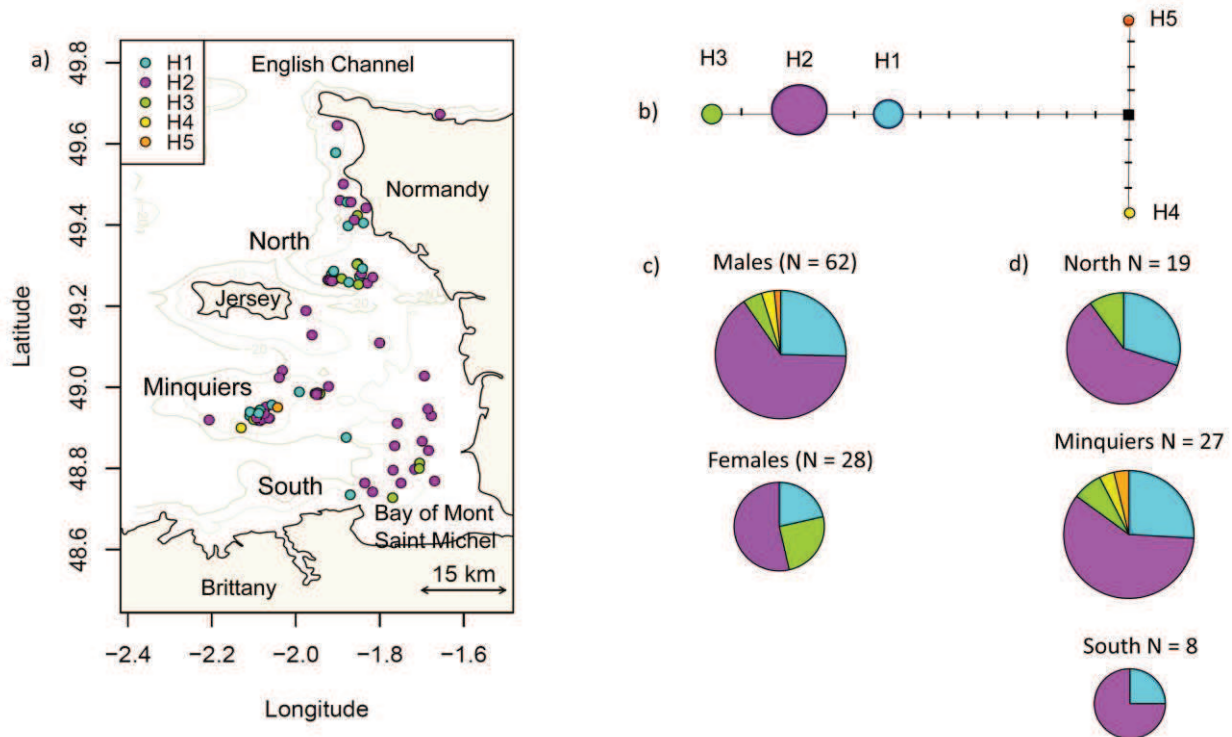 a)
H1
H2
H3
H4
H5
English Channel
Normandy
North
Jersey
Minquiers
South
Bay of Mont
Saint Michel
Brittany
15 km
49.8
49.6
49.4
49.2
49.0
48.8
48.6
Latitude
−2.4
−2.2
−2.0
−1.8
−1.6
Longitude
b)
H3
H2
H1
H5
H4
c)
Males (N = 62)
Females (N = 28)
d)
North N = 19
Minquiers N = 27
South N = 8